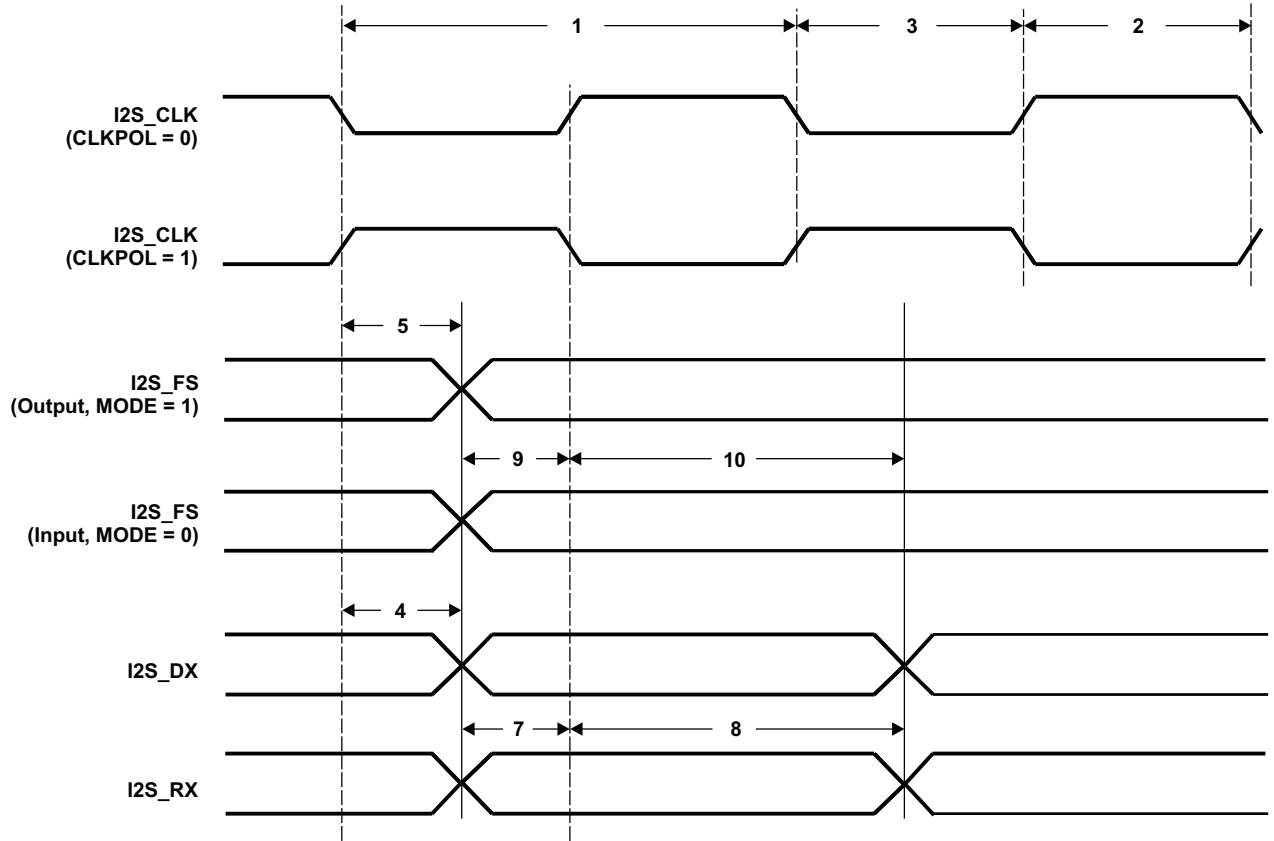 1
3
2
I2S_CLK
(CLKPOL = 0)
I2S_CLK
(CLKPOL = 1)
5
I2S_FS
(Output, MODE = 1)
9
10
I2S_FS
(Input, MODE = 0)
4
I2S_DX
7
8
I2S_RX